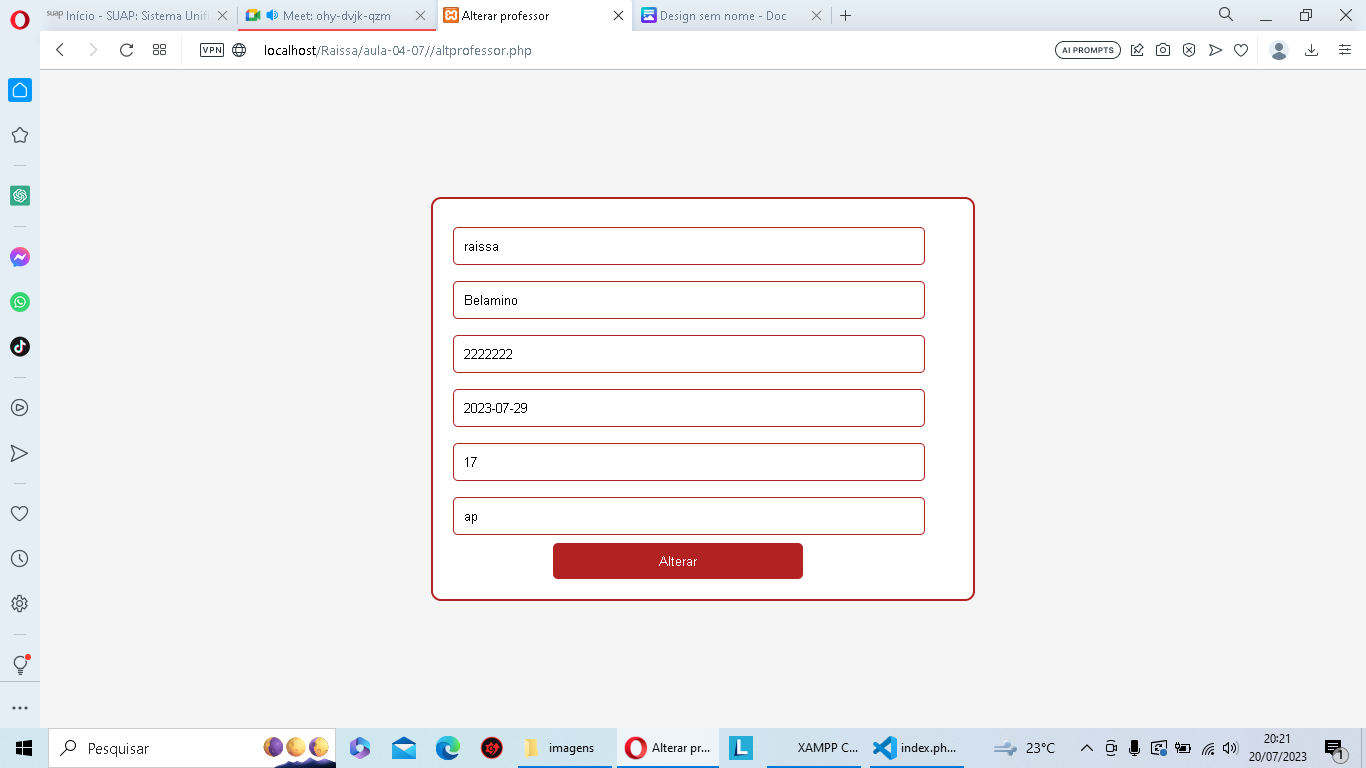 suap Início - SUAP: Sistema Unifi
Meet: ohy-dvjk-qzm
Alterar professor
Design sem nome - Doc
VPN
localhost/Raissa/aula-04-07//altprofessor.php
AI PROMPTS
raissa
Belamino
2222222
2023-07-29
17
ap
Alterar
Pesquisar
imagens
Alterar pr...
L
XAMPP C...
index.ph...
23°C
20:21
20/07/2023
1